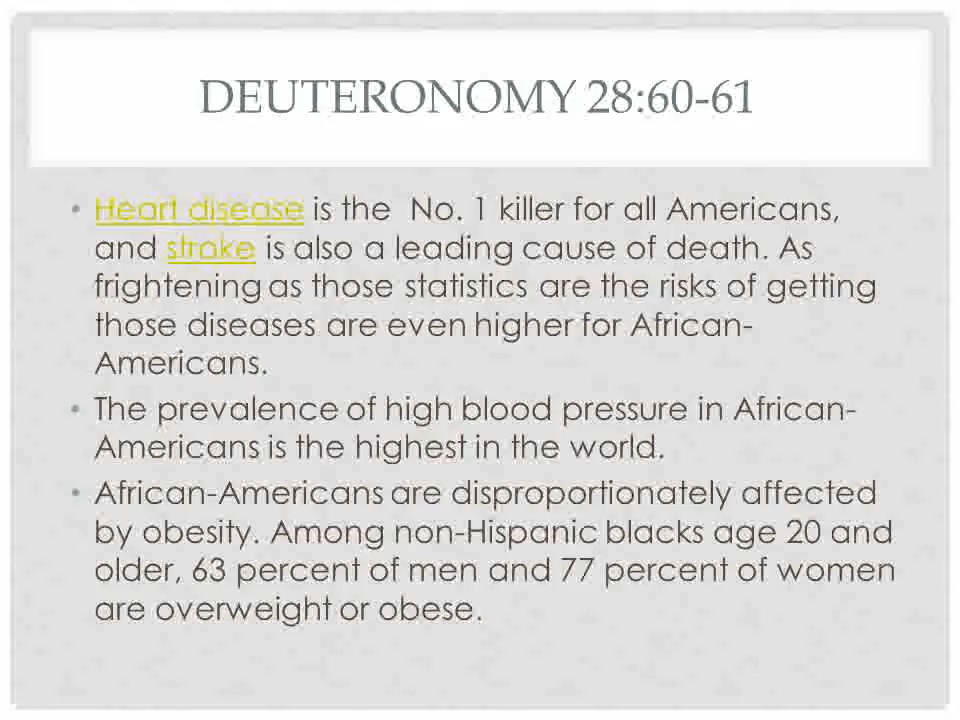 DEUTERONOMY 28:60-61
• Heart disease is the  No. 1 killer for all Americans,
and stroke is also a leading cause of death. As
frightening as those statistics are the risks of getting
those diseases are even higher for African-
Americans.
• The prevalence of high blood pressure in African-
Americans is the highest in the world.
• African-Americans are disproportionately affected
by obesity. Among non-Hispanic blacks age 20 and
older, 63 percent of men and 77 percent of women
are overweight or obese.